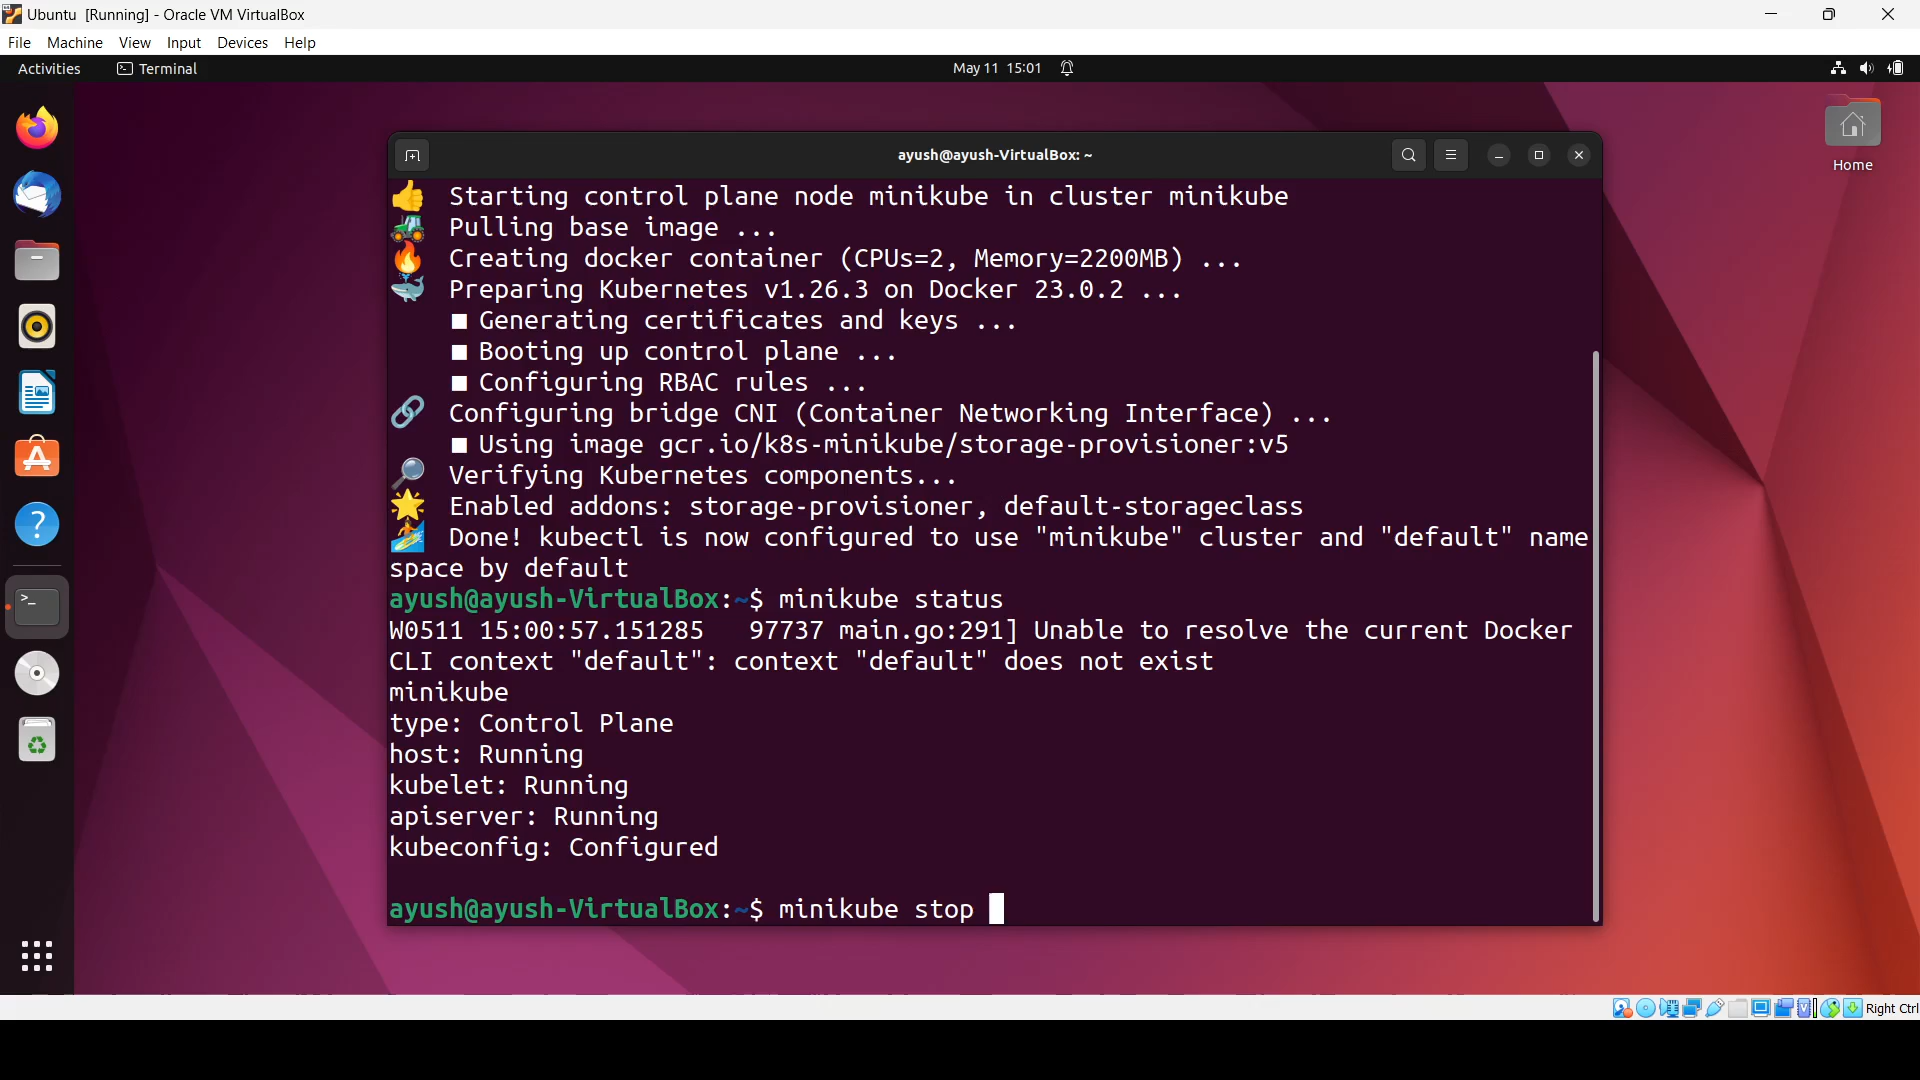 Ubuntu [Running] - Oracle VM VirtualBox
File Machine View Input Devices Help
Activities Terminal May 11 15:01
Home
ayush@ayush-VirtualBox: ~
Starting control plane node minikube in cluster minikube
Pulling base image ...
Creating docker container (CPUs=2, Memory=2200MB) ...
Preparing Kubernetes v1.26.3 on Docker 23.0.2 ...
■ Generating certificates and keys ...
■ Booting up control plane ...
■ Configuring RBAC rules ...
Configuring bridge CNI (Container Networking Interface) ...
■ Using image gcr.io/k8s-minikube/storage-provisioner:v5
Verifying Kubernetes components...
Enabled addons: storage-provisioner, default-storageclass
Done! kubectl is now configured to use "minikube" cluster and "default" name
space by default
ayush@ayush-VirtualBox:~$ minikube status
W0511 15:00:57.151285   97737 main.go:291] Unable to resolve the current Docker
CLI context "default": context "default" does not exist
minikube
type: Control Plane
host: Running
kubelet: Running
apiserver: Running
kubeconfig: Configured
ayush@ayush-VirtualBox:~$ minikube stop
Right Ctrl